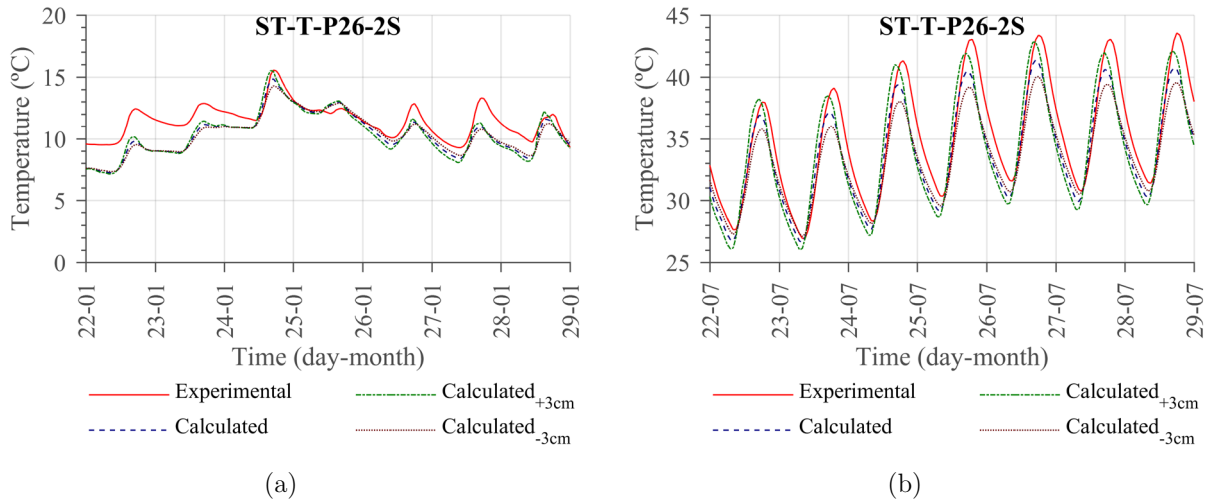 ST-T-P26-2S
20
15
10
5
0
Temperature (ºC)
22-01
23-01
24-01
25-01
26-01
27-01
28-01
29-01
Time (day-month)
Experimental
Calculated+3cm
Calculated
Calculated-3cm
(a)
ST-T-P26-2S
45
40
35
30
25
Temperature (ºC)
22-07
23-07
24-07
25-07
26-07
27-07
28-07
29-07
Time (day-month)
Experimental
Calculated+3cm
Calculated
Calculated-3cm
(b)